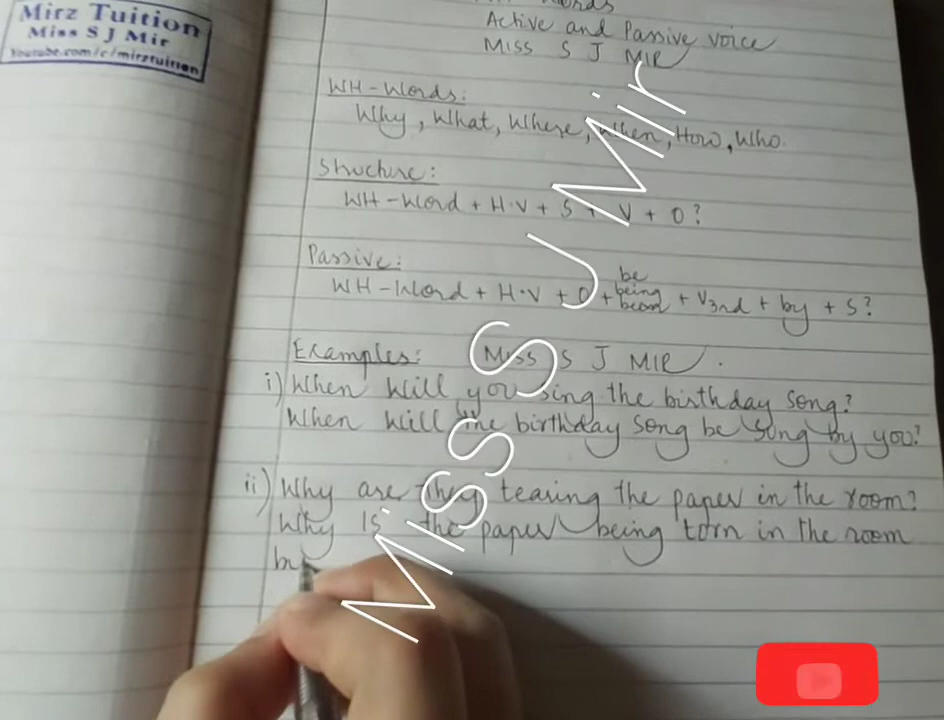 Mirz Tuition
Miss S J Mir
Youtube.com/c/mirztuition
Words
Active and Passive voice
MISS S J MIR
WH-Words:
Why, What, Where, When, How, Who.
Structure:
WH-Word + H.V + S + V + O?
Passive:
WH-Word + H.V + O + be being been + V3rd + by + S?
Examples: Miss S J MIR.
i) When will you sing the birthday song?
When will the birthday song be sung by you?
ii) Why are they tearing the paper in the room?
Why is the paper being torn in the room
by
Miss S J Mir